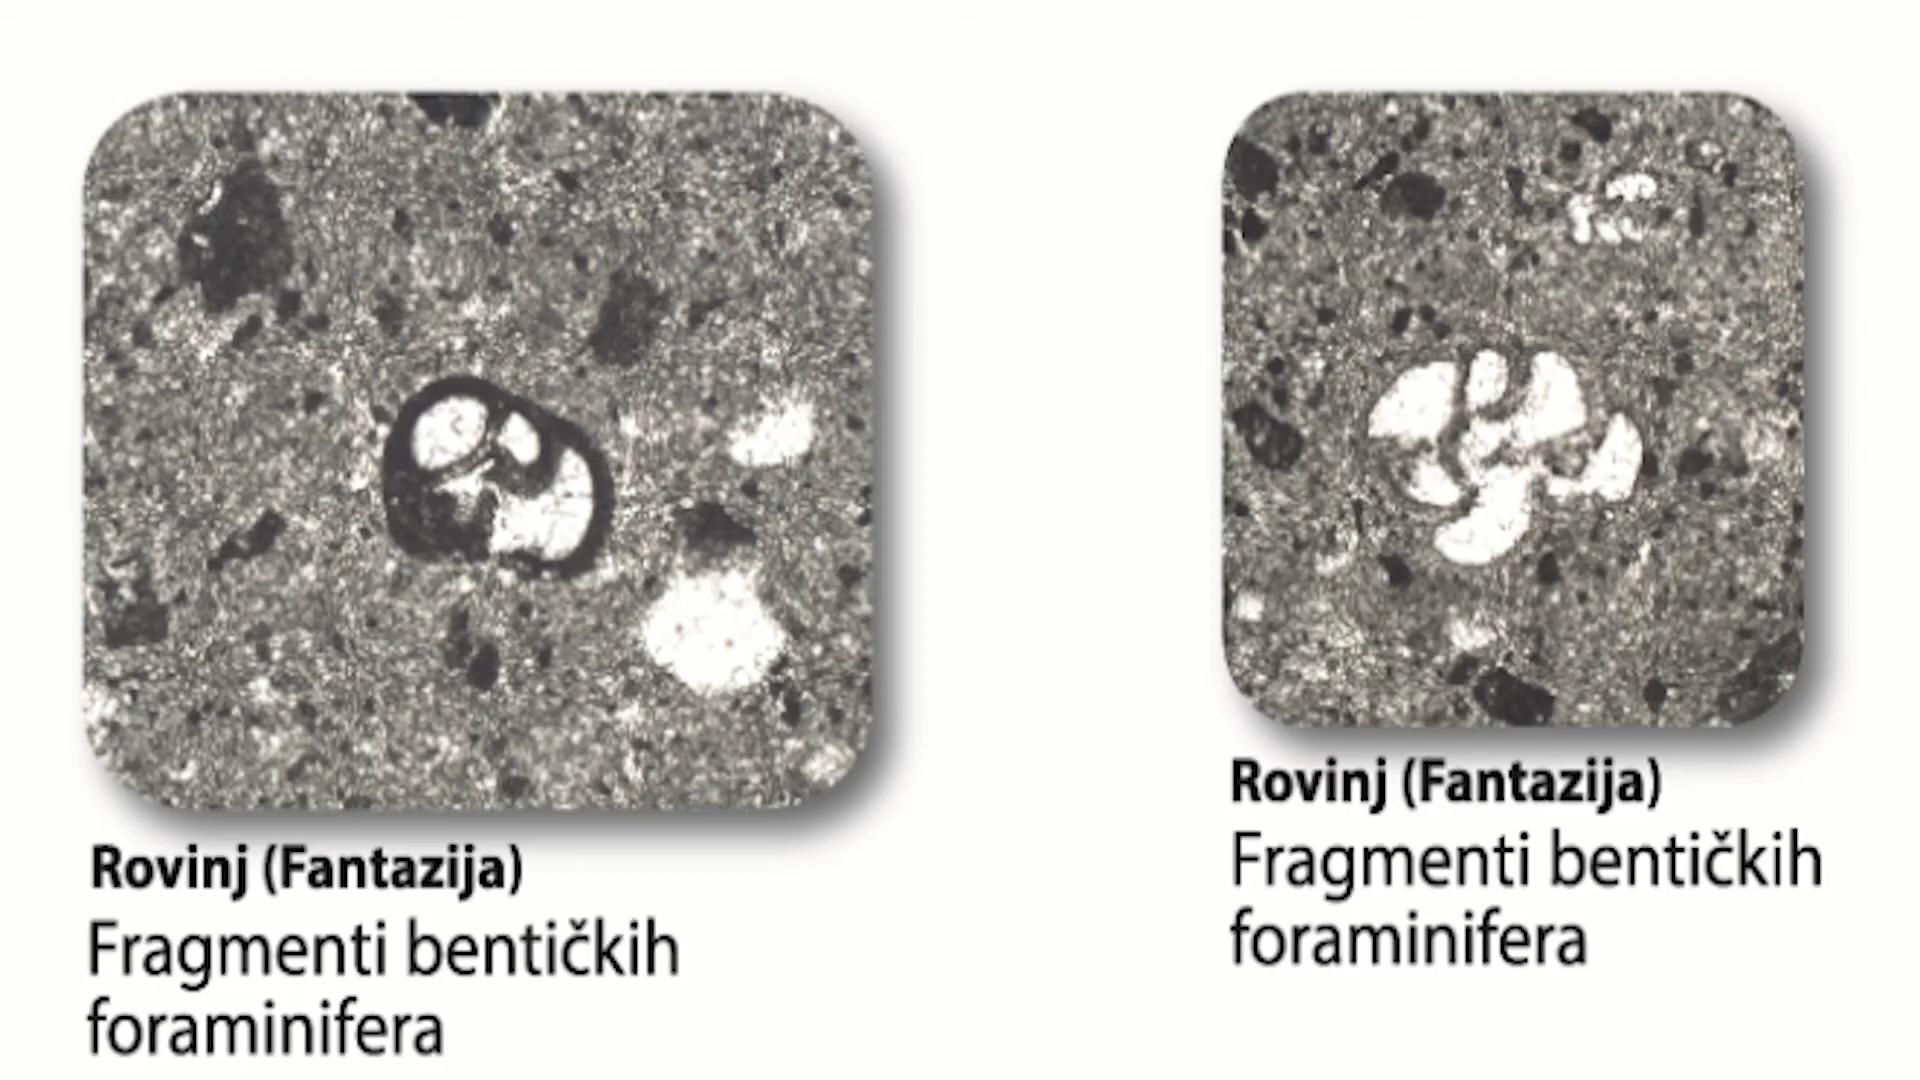 Rovinj (Fantazija)
Fragmenti bentičkih
foraminifera
Rovinj (Fantazija)
Fragmenti bentičkih
foraminifera